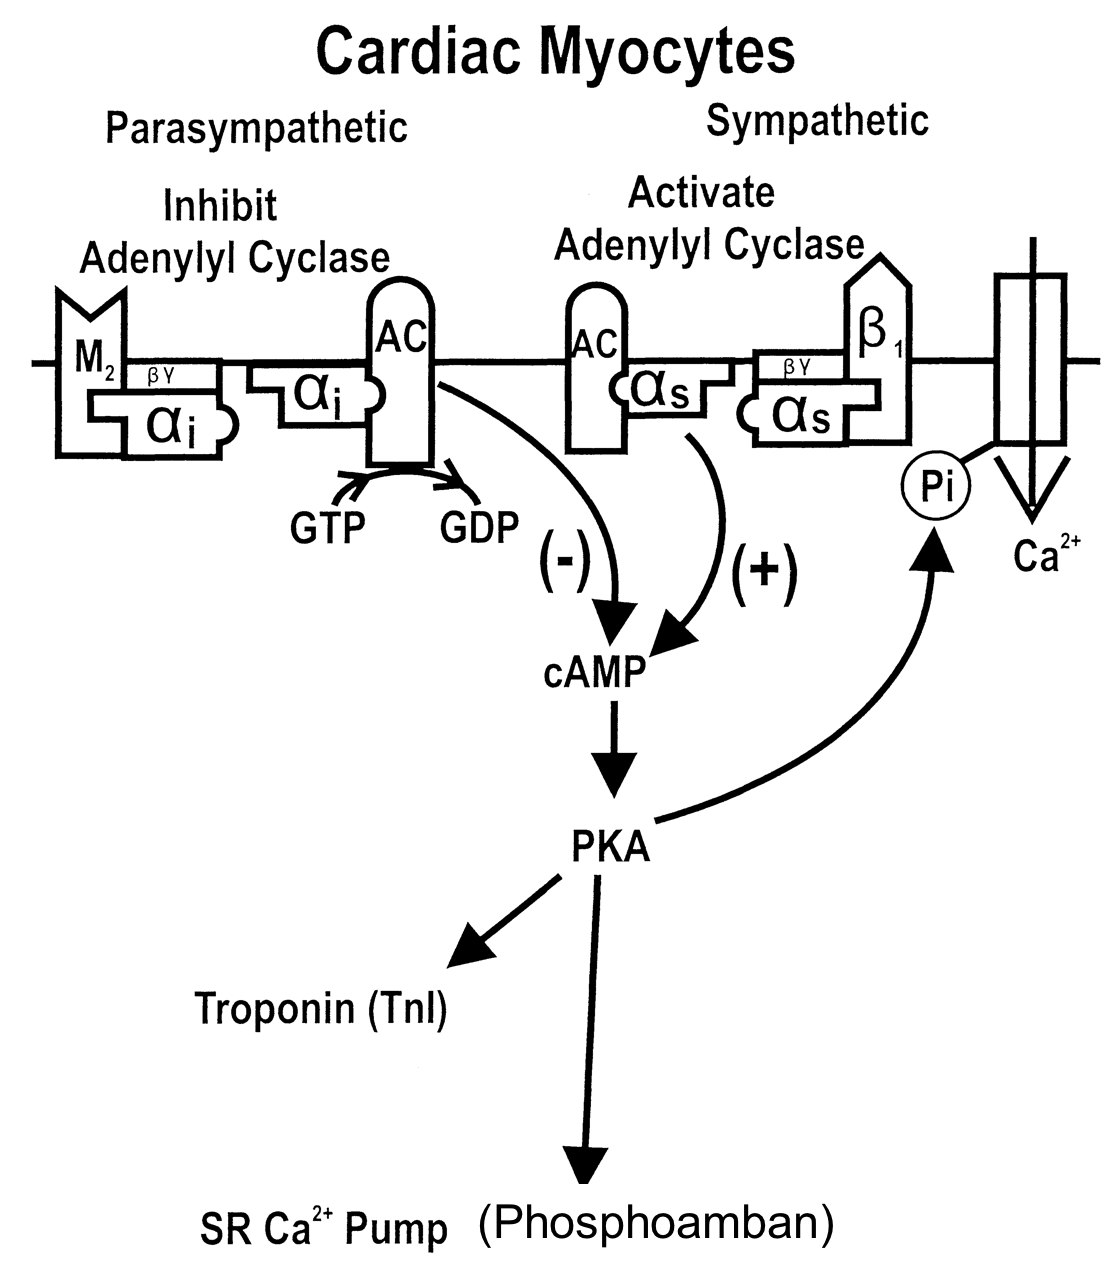 Cardiac Myocytes
Parasympathetic
Sympathetic
Inhibit
Adenylyl Cyclase
Activate
Adenylyl Cyclase
M2
βγ
αi
αi
AC
AC
αs
βγ
αs
β1
GTP
GDP
(-)
(+)
Pi
Ca2+
cAMP
PKA
Troponin (TnI)
SR Ca2+ Pump (Phosphoamban)